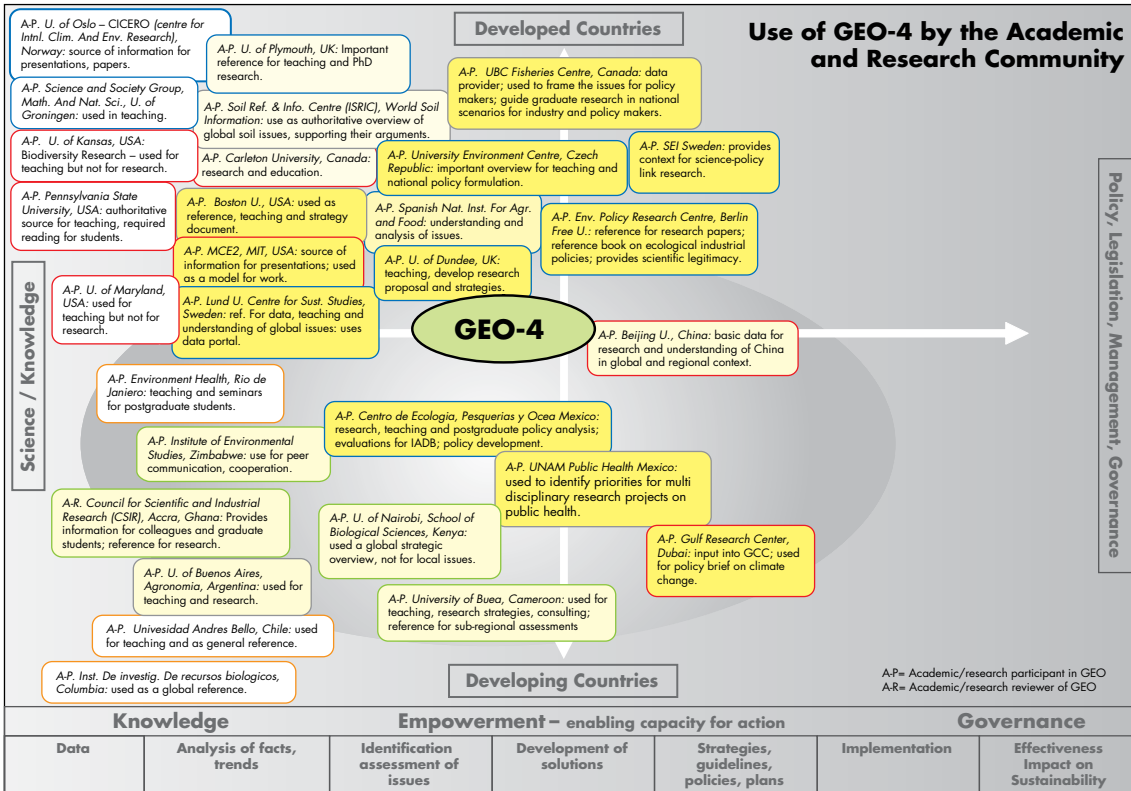 Use of GEO-4 by the Academic
and Research Community
Developed Countries
A-P. U. of Oslo – CICERO (centre for
Intnl. Clim. And Env. Research),
Norway: source of information for
presentations, papers.
A-P. U. of Plymouth, UK: Important
reference for teaching and PhD
research.
A-P. UBC Fisheries Centre, Canada: data
provider; used to frame the issues for policy
makers; guide graduate research in national
scenarios for industry and policy makers.
A-P. Science and Society Group,
Math. And Nat. Sci., U. of
Groningen: used in teaching.
A-P. Soil Ref. & Info. Centre (ISRIC), World Soil
Information: use as authoritative overview of
global soil issues, supporting their arguments.
A-P. U. of Kansas, USA:
Biodiversity Research – used for
teaching but not for research.
A-P. Carleton University, Canada:
research and education.
A-P. University Environment Centre, Czech
Republic: important overview for teaching and
national policy formulation.
A-P. SEI Sweden: provides
context for science-policy
link research.
A-P. Pennsylvania State
University, USA: authoritative
source for teaching, required
reading for students.
A-P. Boston U., USA: used as
reference, teaching and strategy
document.
A-P. Spanish Nat. Inst. For Agr.
and Food: understanding and
analysis of issues.
A-P. Env. Policy Research Centre, Berlin
Free U.: reference for research papers;
reference book on ecological industrial
policies; provides scientific legitimacy.
A-P. MCE2, MIT, USA: source of
information for presentations; used
as a model for work.
A-P. U. of Dundee, UK:
teaching, develop research
proposal and strategies.
A-P. U. of Maryland,
USA: used for
teaching but not for
research.
A-P. Lund U. Centre for Sust. Studies,
Sweden: ref. For data, teaching and
understanding of global issues: uses
data portal.
GEO-4
A-P. Beijing U., China: basic data for
research and understanding of China
in global and regional context.
Science / Knowledge
Policy, Legislation, Management, Governance
A-P. Environment Health, Rio de
Janiero: teaching and seminars
for postgraduate students.
A-P. Centro de Ecologia, Pesquerias y Ocea Mexico:
research, teaching and postgraduate policy analysis;
evaluations for IADB; policy development.
A-P. Institute of Environmental
Studies, Zimbabwe: use for peer
communication, cooperation.
A-P. UNAM Public Health Mexico:
used to identify priorities for multi
disciplinary research projects on
public health.
A-R. Council for Scientific and Industrial
Research (CSIR), Accra, Ghana: Provides
information for colleagues and graduate
students; reference for research.
A-P. U. of Nairobi, School of
Biological Sciences, Kenya:
used a global strategic
overview, not for local issues.
A-P. Gulf Research Center,
Dubai: input into GCC; used
for policy brief on climate
change.
A-P. U. of Buenos Aires,
Agronomia, Argentina: used for
teaching and research.
A-P. University of Buea, Cameroon: used for
teaching, research strategies, consulting;
reference for sub-regional assessments
A-P. Univesidad Andres Bello, Chile: used
for teaching and as general reference.
A-P. Inst. De investig. De recursos biologicos,
Columbia: used as a global reference.
Developing Countries
A-P= Academic/research participant in GEO
A-R= Academic/research reviewer of GEO
Knowledge
Empowerment – enabling capacity for action
Governance
Data
Analysis of facts,
trends
Identification
assessment of
issues
Development of
solutions
Strategies,
guidelines,
policies, plans
Implementation
Effectiveness
Impact on
Sustainability